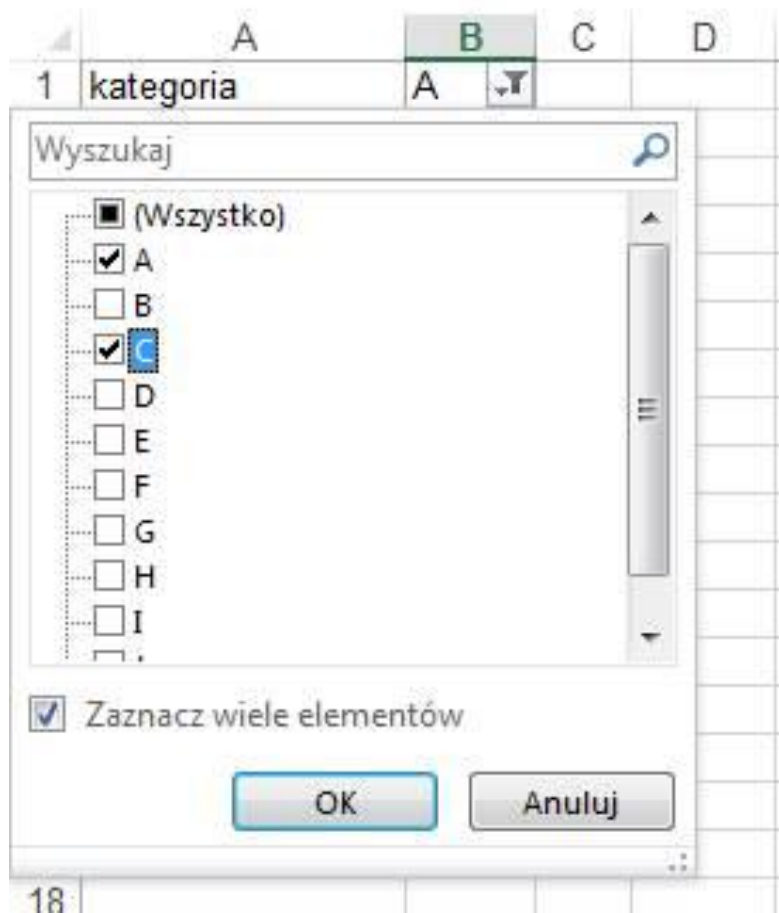 A B C D
1 kategoria A
Wyszukaj
(Wszystko)
A
B
C
D
E
F
G
H
I
Zaznacz wiele elementów
OK Anuluj
18